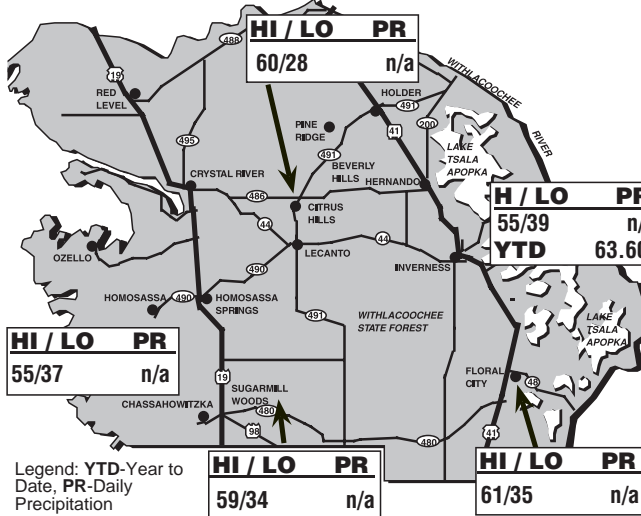 HI / LO PR
60/28 n/a
488
19
RED
LEVEL
WITHLACOOCHEE
RIVER
HOLDER
491
PINE
RIDGE
41
200
495
491
LAKE
TSALA
APOPKA
BEVERLY
HILLS
CRYSTAL RIVER
HERNANDO
486
CITRUS
HILLS
H / LO PR
55/39 n/
YTD 63.60
44
LECANTO
44
OZELLO
490
INVERNESS
HOMOSASSA
490
HOMOSASSA
SPRINGS
491
WITHLACOOCHEE
STATE FOREST
LAKE
TSALA
APOPKA
HI / LO PR
55/37 n/a
19
FLORAL
CITY
48
SUGARMILL
WOODS
CHASSAHOWITZKA
480
98
480
41
Legend: YTD-Year to
Date, PR-Daily
Precipitation
HI / LO PR
59/34 n/a
HI / LO PR
61/35 n/a